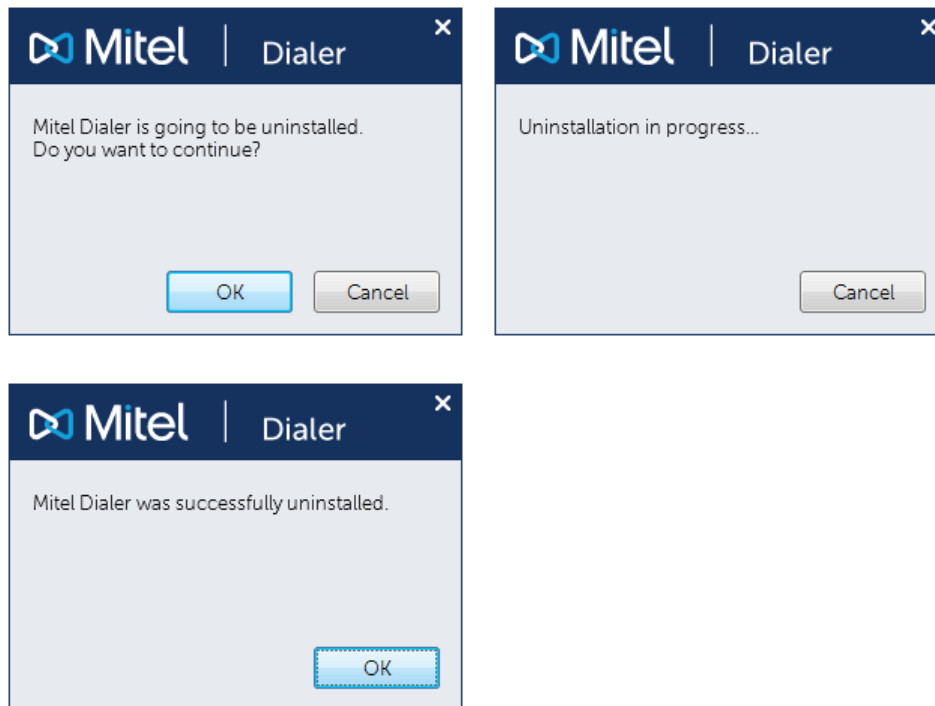 Mitel | Dialer
Mitel Dialer is going to be uninstalled.
Do you want to continue?
OK Cancel
Mitel | Dialer
Uninstallation in progress...
Cancel
Mitel | Dialer
Mitel Dialer was successfully uninstalled.
OK